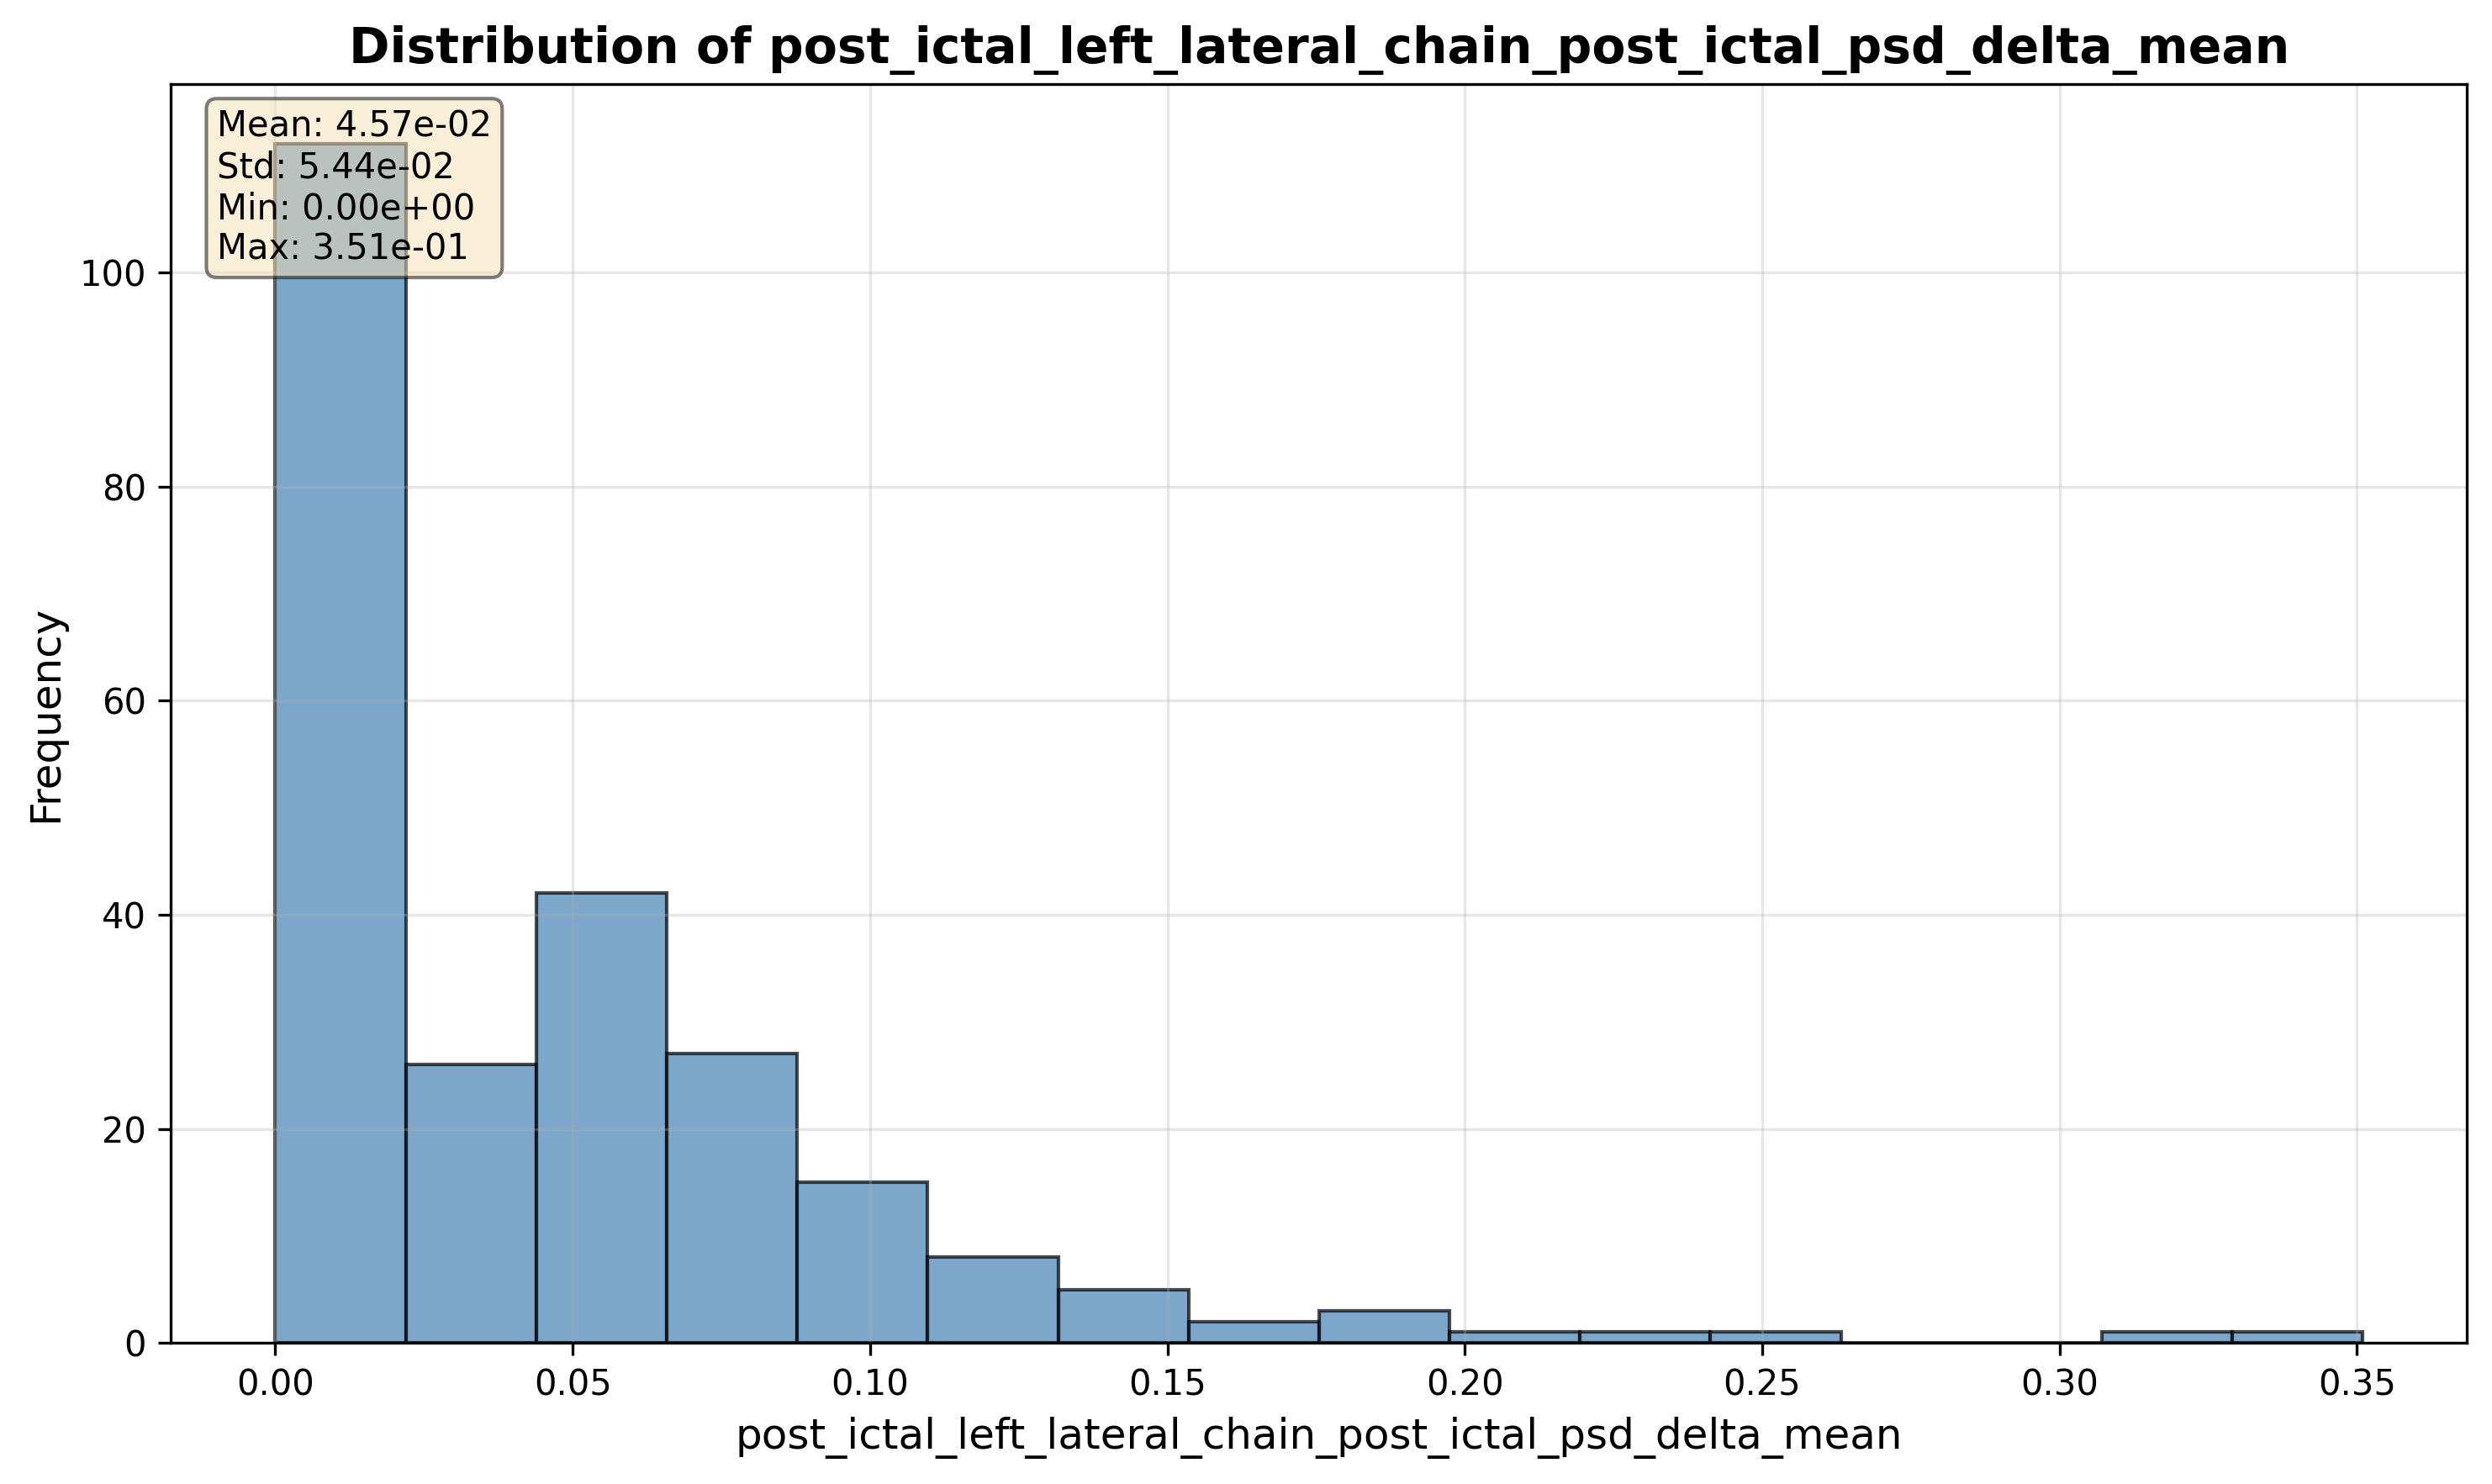 Distribution of post_ictal_left_lateral_chain_post_ictal_psd_delta_mean
Mean: 4.57e-02
Std: 5.44e-02
Min: 0.00e+00
Max: 3.51e-01
100
80
60
40
20
0
Frequency
0.00 0.05 0.10 0.15 0.20 0.25 0.30 0.35
post_ictal_left_lateral_chain_post_ictal_psd_delta_mean